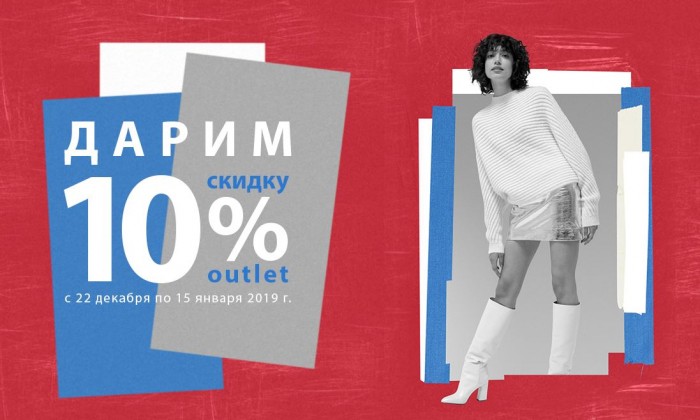 ДАРИМ
10%
скидку
outlet
с 22 декабря по 15 января 2019 г.